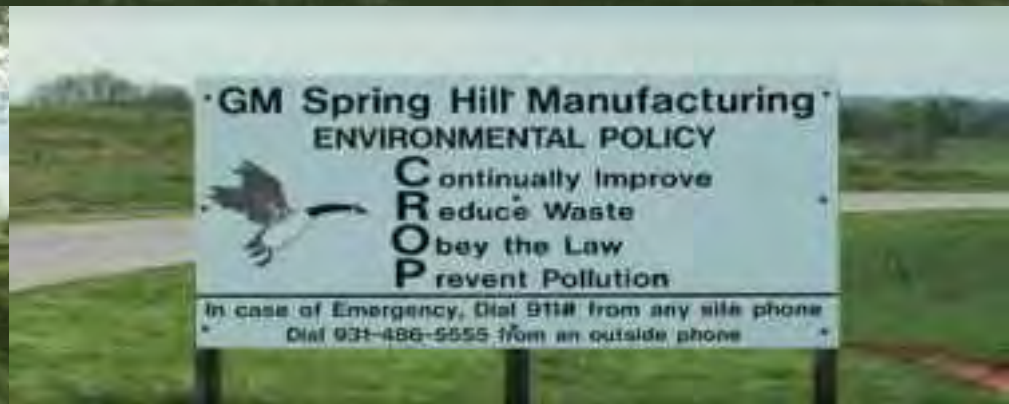 GM Spring Hill Manufacturing
ENVIRONMENTAL POLICY
Continually Improve
Reduce Waste
Obey the Law
Prevent Pollution
In case of Emergency, Dial 911# from any site phone
Dial 931-486-5555 from an outside phone